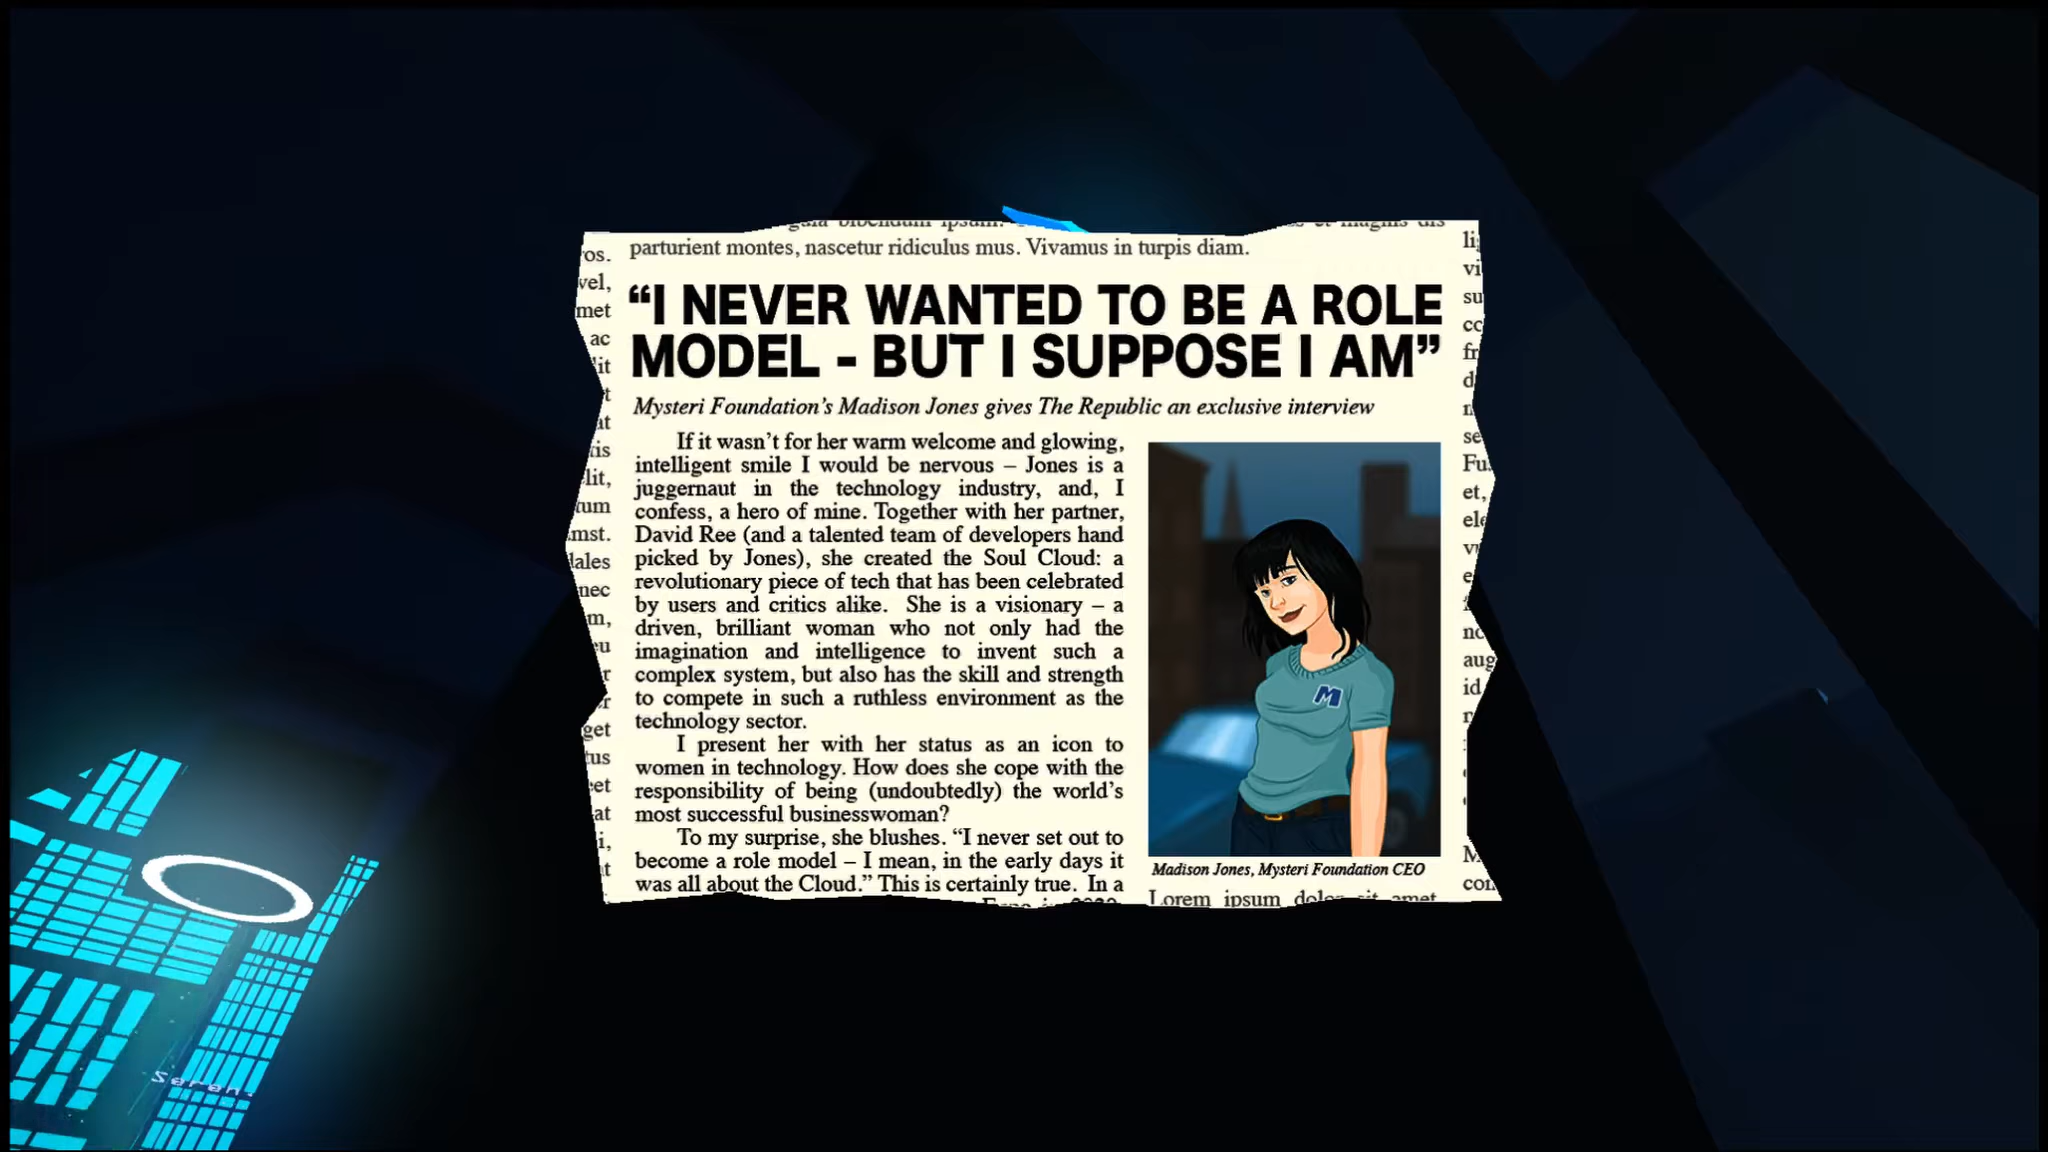 parturient montes, nascetur ridiculus mus. Vivamus in turpis diam.
“I NEVER WANTED TO BE A ROLE
MODEL - BUT I SUPPOSE I AM”
Mysteri Foundation’s Madison Jones gives The Republic an exclusive interview
If it wasn’t for her warm welcome and glowing,
intelligent smile I would be nervous – Jones is a
juggernaut in the technology industry, and, I
confess, a hero of mine. Together with her partner,
David Ree (and a talented team of developers hand
picked by Jones), she created the Soul Cloud: a
revolutionary piece of tech that has been celebrated
by users and critics alike. She is a visionary – a
driven, brilliant woman who not only had the
imagination and intelligence to invent such a
complex system, but also has the skill and strength
to compete in such a ruthless environment as the
technology sector.
I present her with her status as an icon to
women in technology. How does she cope with the
responsibility of being (undoubtedly) the world’s
most successful businesswoman?
To my surprise, she blushes. “I never set out to
become a role model – I mean, in the early days it
was all about the Cloud.” This is certainly true. In a
M
Madison Jones, Mysteri Foundation CEO
Lorem ipsum dolor sit amet